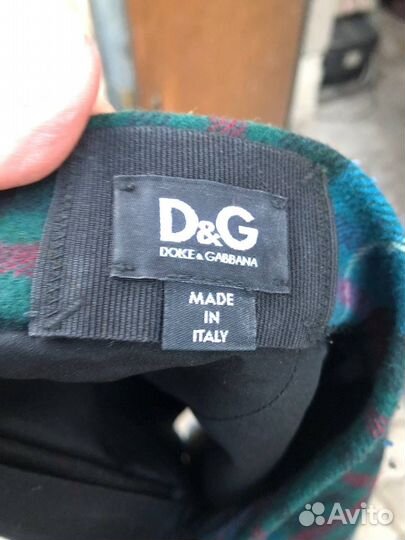 D&G
DOLCE & GABBANA
MADE
IN
ITALY
Avito